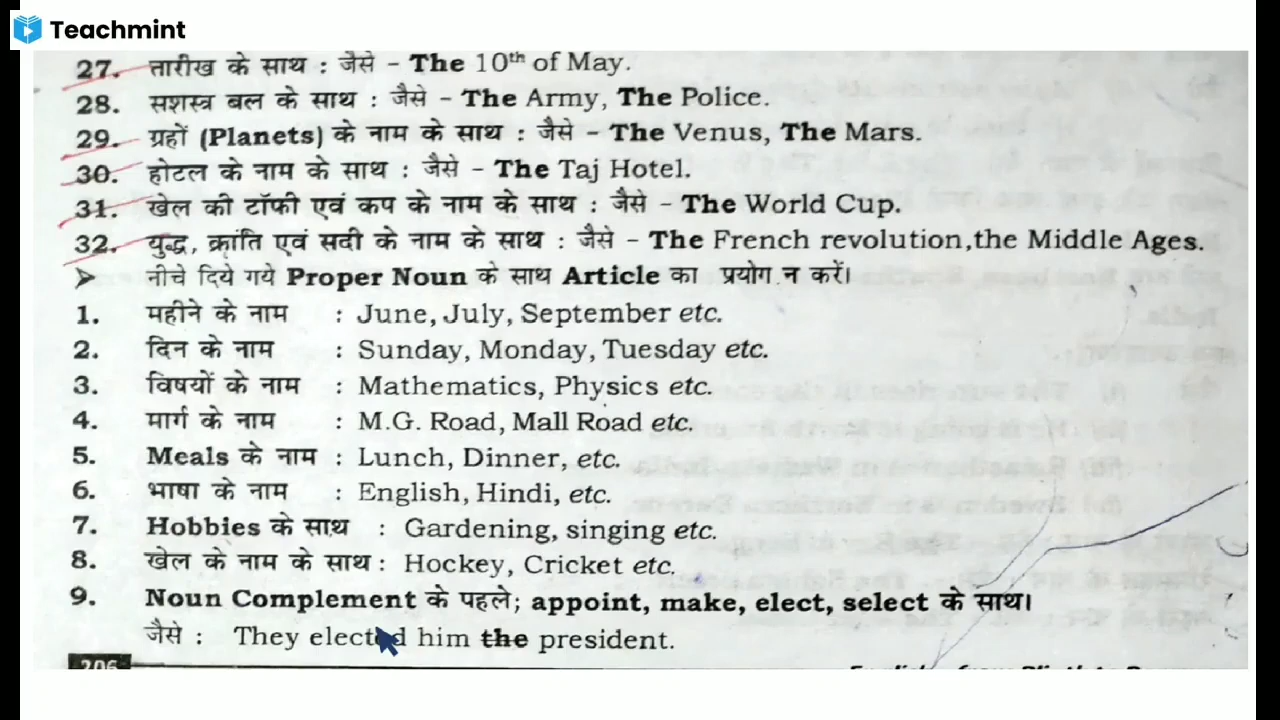 Teachmint
27. तारीख के साथ : जैसे - The 10th of May.
28. सशस्त्र बल के साथ : जैसे - The Army, The Police.
29. ग्रहों (Planets) के नाम के साथ : जैसे - The Venus, The Mars.
30. होटल के नाम के साथ : जैसे - The Taj Hotel.
31. खेल की टॉफी एवं कप के नाम के साथ : जैसे - The World Cup.
32. युद्ध, क्रांति एवं सदी के नाम के साथ : जैसे - The French revolution,the Middle Ages.
➤ नीचे दिये गये Proper Noun के साथ Article का प्रयोग न करें।
1. महीने के नाम : June, July, September etc.
2. दिन के नाम : Sunday, Monday, Tuesday etc.
3. विषयों के नाम : Mathematics, Physics etc.
4. मार्ग के नाम : M.G. Road, Mall Road etc.
5. Meals के नाम : Lunch, Dinner, etc.
6. भाषा के नाम : English, Hindi, etc.
7. Hobbies के साथ : Gardening, singing etc.
8. खेल के नाम के साथ : Hockey, Cricket etc.
9. Noun Complement के पहले; appoint, make, elect, select के साथ।
जैसे : They elected him the president.
206